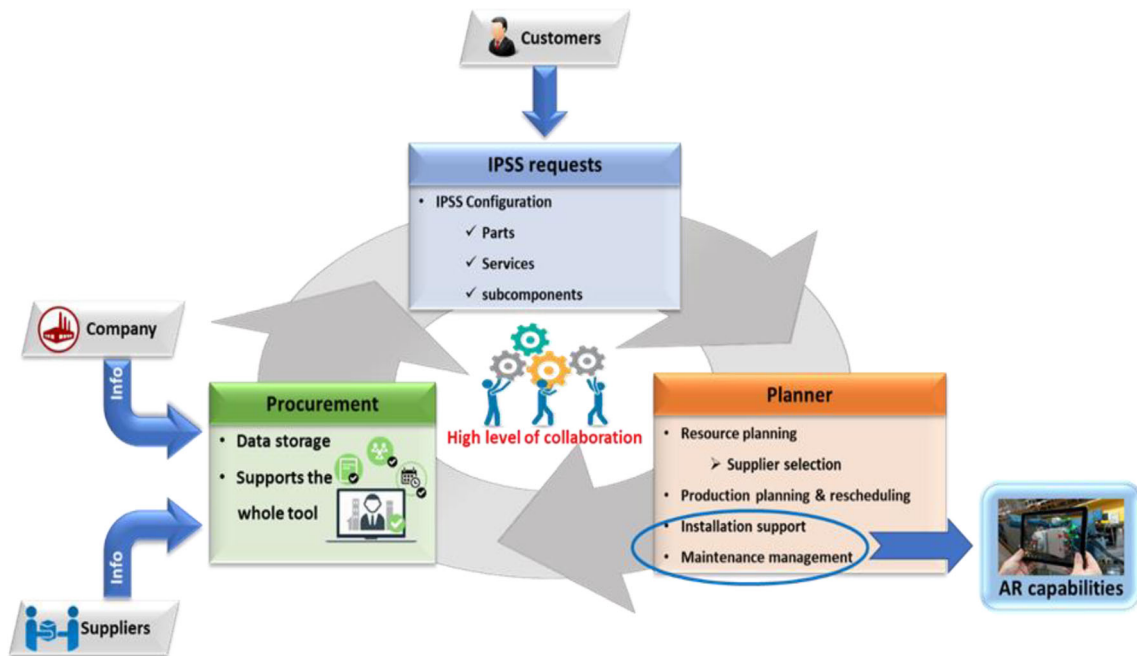 Customers
IPSS requests
• IPSS Configuration
✓ Parts
✓ Services
✓ subcomponents
Company
Info
Procurement
• Data storage
• Supports the
whole tool
High level of collaboration
Planner
• Resource planning
➢ Supplier selection
• Production planning & rescheduling
• Installation support
• Maintenance management
AR capabilities
Info
Suppliers